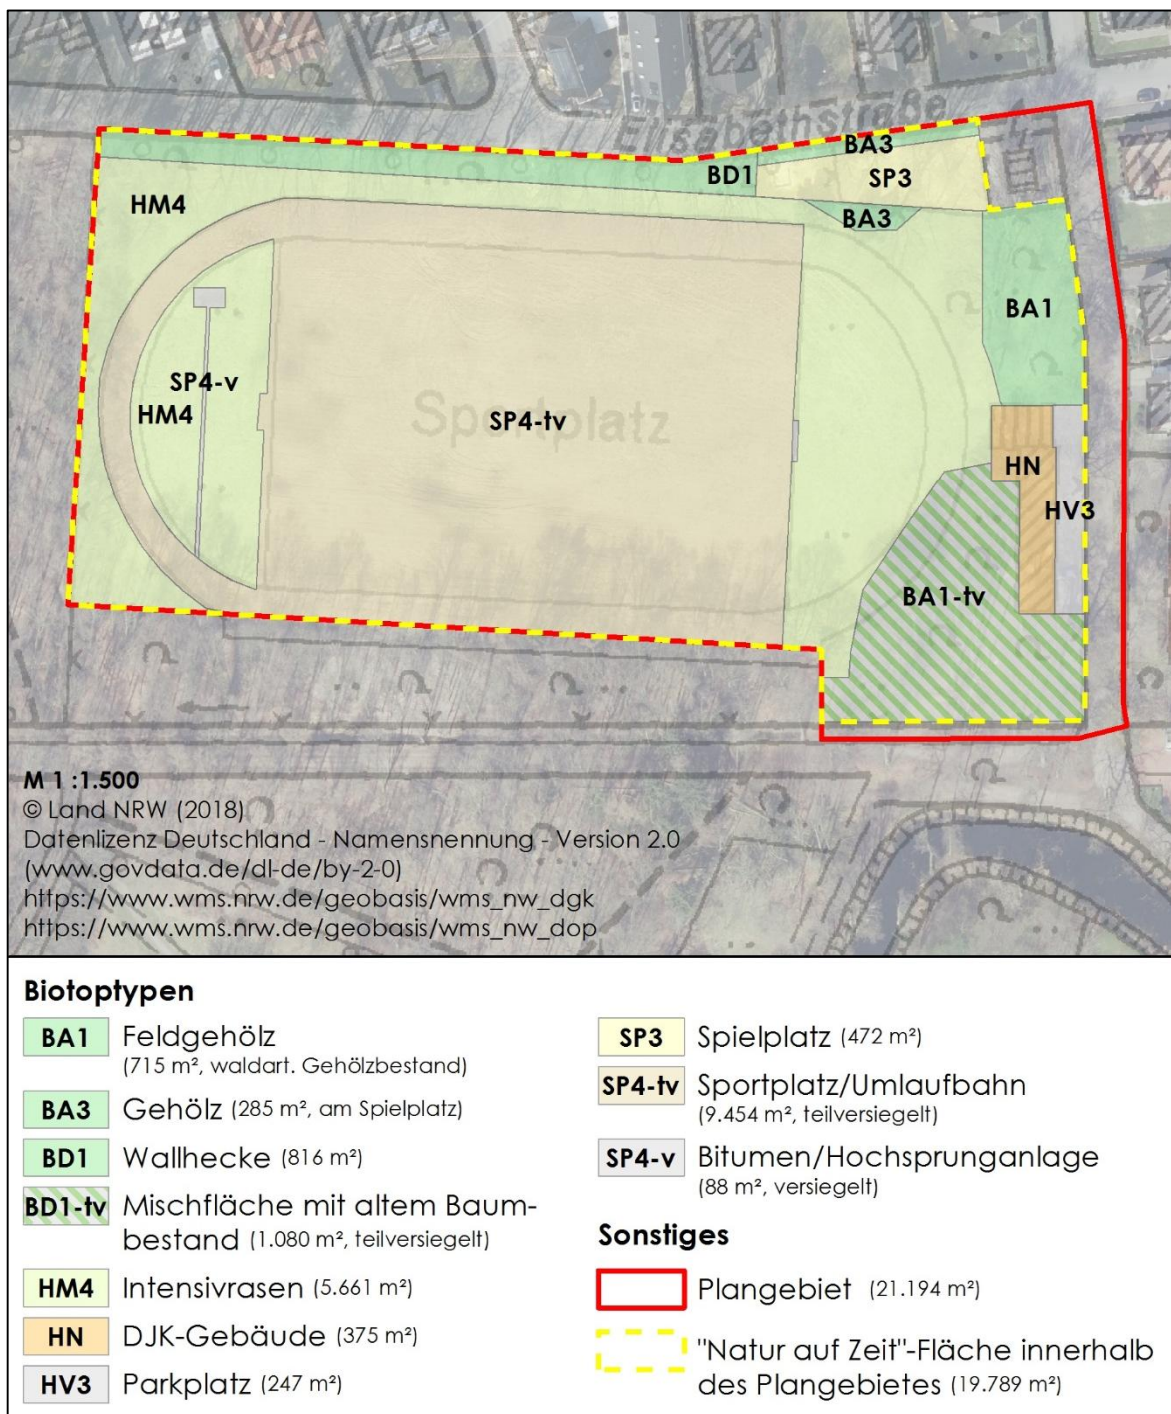 Elisabethstraße
BA3
BD1
SP3
HM4
BA3
BA1
SP4-v
HM4
Sportplatz
SP4-tv
HN
HV3
BA1-tv
M 1 :1.500
© Land NRW (2018)
Datenlizenz Deutschland - Namensnennung - Version 2.0
(www.govdata.de/dl-de/by-2-0)
https://www.wms.nrw.de/geobasis/wms_nw_dgk
https://www.wms.nrw.de/geobasis/wms_nw_dop
Biotoptypen
BA1 Feldgehölz
(715 m², waldart. Gehölzbestand)
BA3 Gehölz (285 m², am Spielplatz)
BD1 Wallhecke (816 m²)
BD1-tv Mischfläche mit altem Baum-
bestand (1.080 m², teilversiegelt)
HM4 Intensivrasen (5.661 m²)
HN DJK-Gebäude (375 m²)
HV3 Parkplatz (247 m²)
SP3 Spielplatz (472 m²)
SP4-tv Sportplatz/Umlaufbahn
(9.454 m², teilversiegelt)
SP4-v Bitumen/Hochsprunganlage
(88 m², versiegelt)
Sonstiges
Plangebiet (21.194 m²)
"Natur auf Zeit"-Fläche innerhalb
des Plangebietes (19.789 m²)